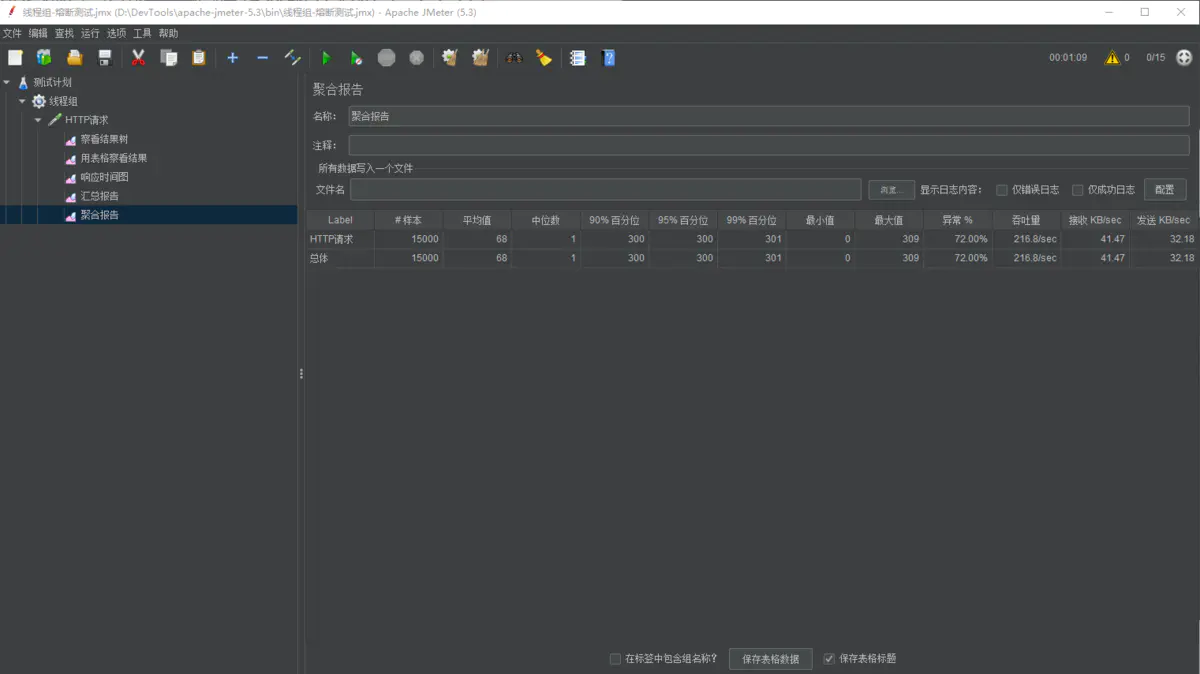 线程组-熔断测试.jmx (D:\DevTools\apache-jmeter-5.3\bin\线程组-熔断测试.jmx) - Apache JMeter (5.3)
文件 编辑 查找 运行 选项 工具 帮助
00:01:09 0 0/15
测试计划
线程组
HTTP请求
察看结果树
用表格察看结果
响应时间图
汇总报告
聚合报告
聚合报告
名称: 聚合报告
注释:
所有数据写入一个文件
文件名 浏览... 显示日志内容: 仅错误日志 仅成功日志 配置
Label # 样本 平均值 中位数 90% 百分位 95% 百分位 99% 百分位 最小值 最大值 异常 % 吞吐量 接收 KB/sec 发送 KB/sec
HTTP请求 15000 68 1 300 300 301 0 309 72.00% 216.8/sec 41.47 32.18
总体 15000 68 1 300 300 301 0 309 72.00% 216.8/sec 41.47 32.18
在标签中包含组名称? 保存表格数据 保存表格标题